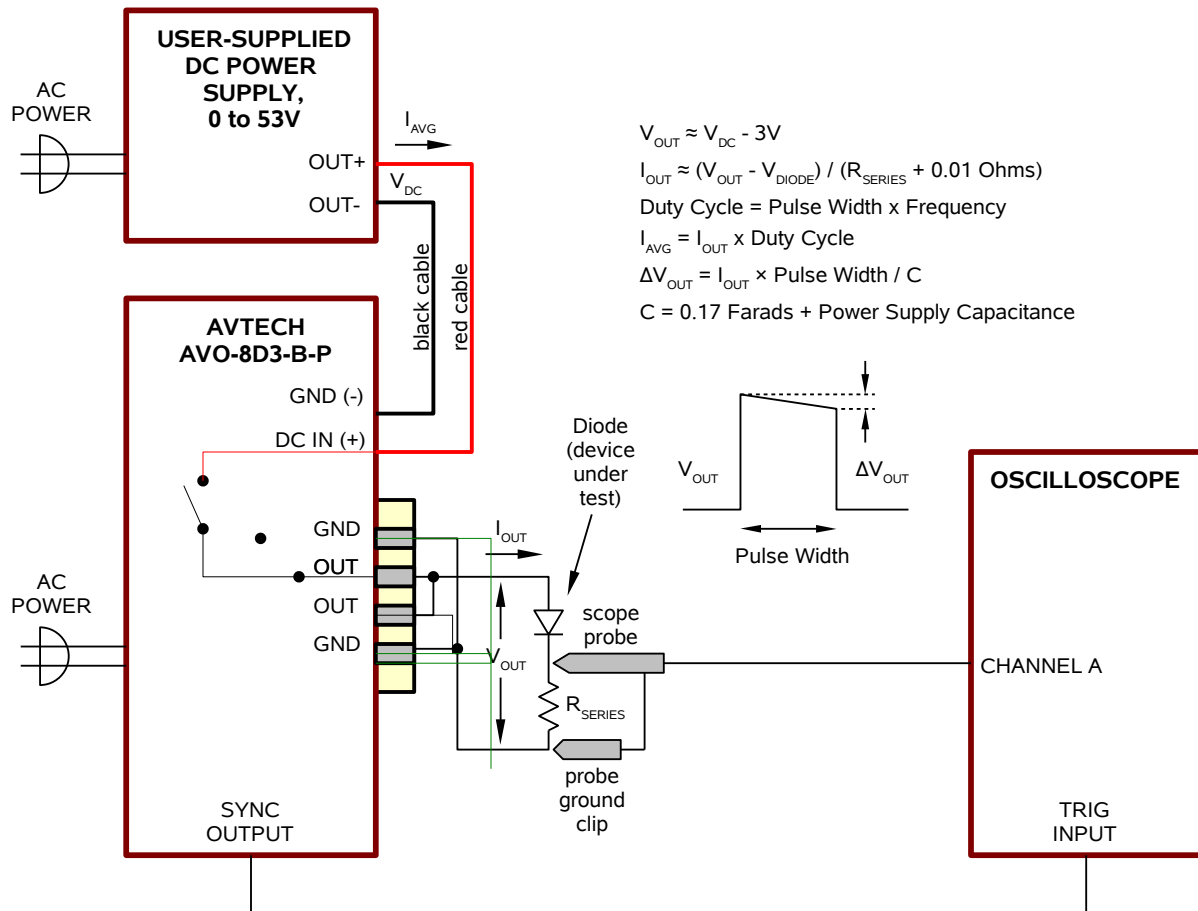 USER-SUPPLIED
DC POWER
SUPPLY,
0 to 53V
AC
POWER
I_AVG
OUT+
V_DC
OUT-
black cable
red cable
V_OUT ≈ V_DC - 3V
I_OUT ≈ (V_OUT - V_DIODE) / (R_SERIES + 0.01 Ohms)
Duty Cycle = Pulse Width x Frequency
I_AVG = I_OUT x Duty Cycle
ΔV_OUT = I_OUT × Pulse Width / C
C = 0.17 Farads + Power Supply Capacitance
AVTECH
AVO-8D3-B-P
GND (-)
DC IN (+)
GND
OUT
OUT
GND
AC
POWER
I_OUT
V_OUT
Diode
(device
under
test)
scope
probe
R_SERIES
probe
ground
clip
V_OUT
ΔV_OUT
Pulse Width
OSCILLOSCOPE
CHANNEL A
SYNC
OUTPUT
TRIG
INPUT